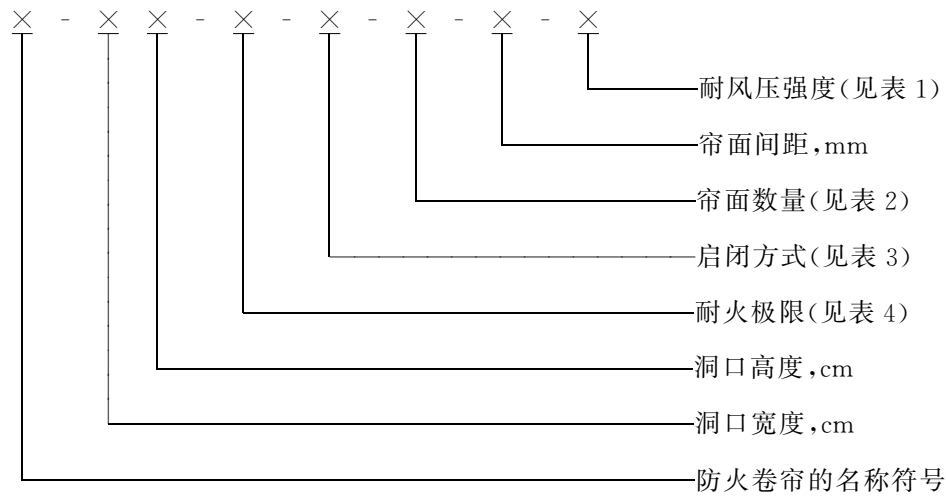 × - × × - × - × - × - × - ×
耐风压强度(见表 1)
帘面间距,mm
帘面数量(见表 2)
启闭方式(见表 3)
耐火极限(见表 4)
洞口高度,cm
洞口宽度,cm
防火卷帘的名称符号